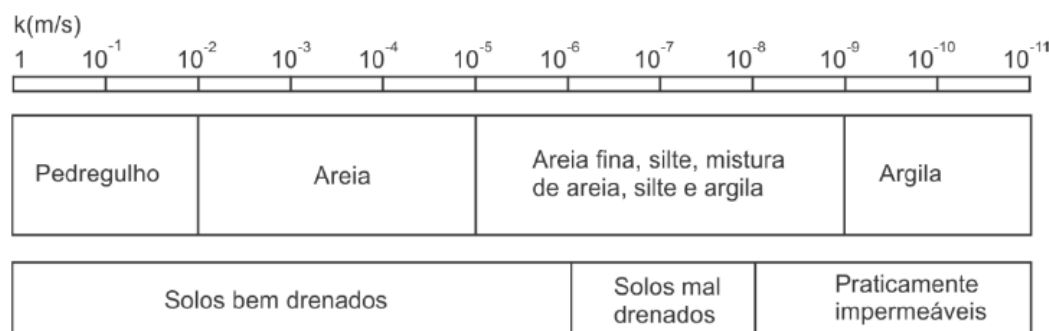 k(m/s)
1 10⁻¹ 10⁻² 10⁻³ 10⁻⁴ 10⁻⁵ 10⁻⁶ 10⁻⁷ 10⁻⁸ 10⁻⁹ 10⁻¹⁰ 10⁻¹¹
Pedregulho
Areia
Areia fina, silte, mistura
de areia, silte e argila
Argila
Solos bem drenados
Solos mal
drenados
Praticamente
impermeáveis